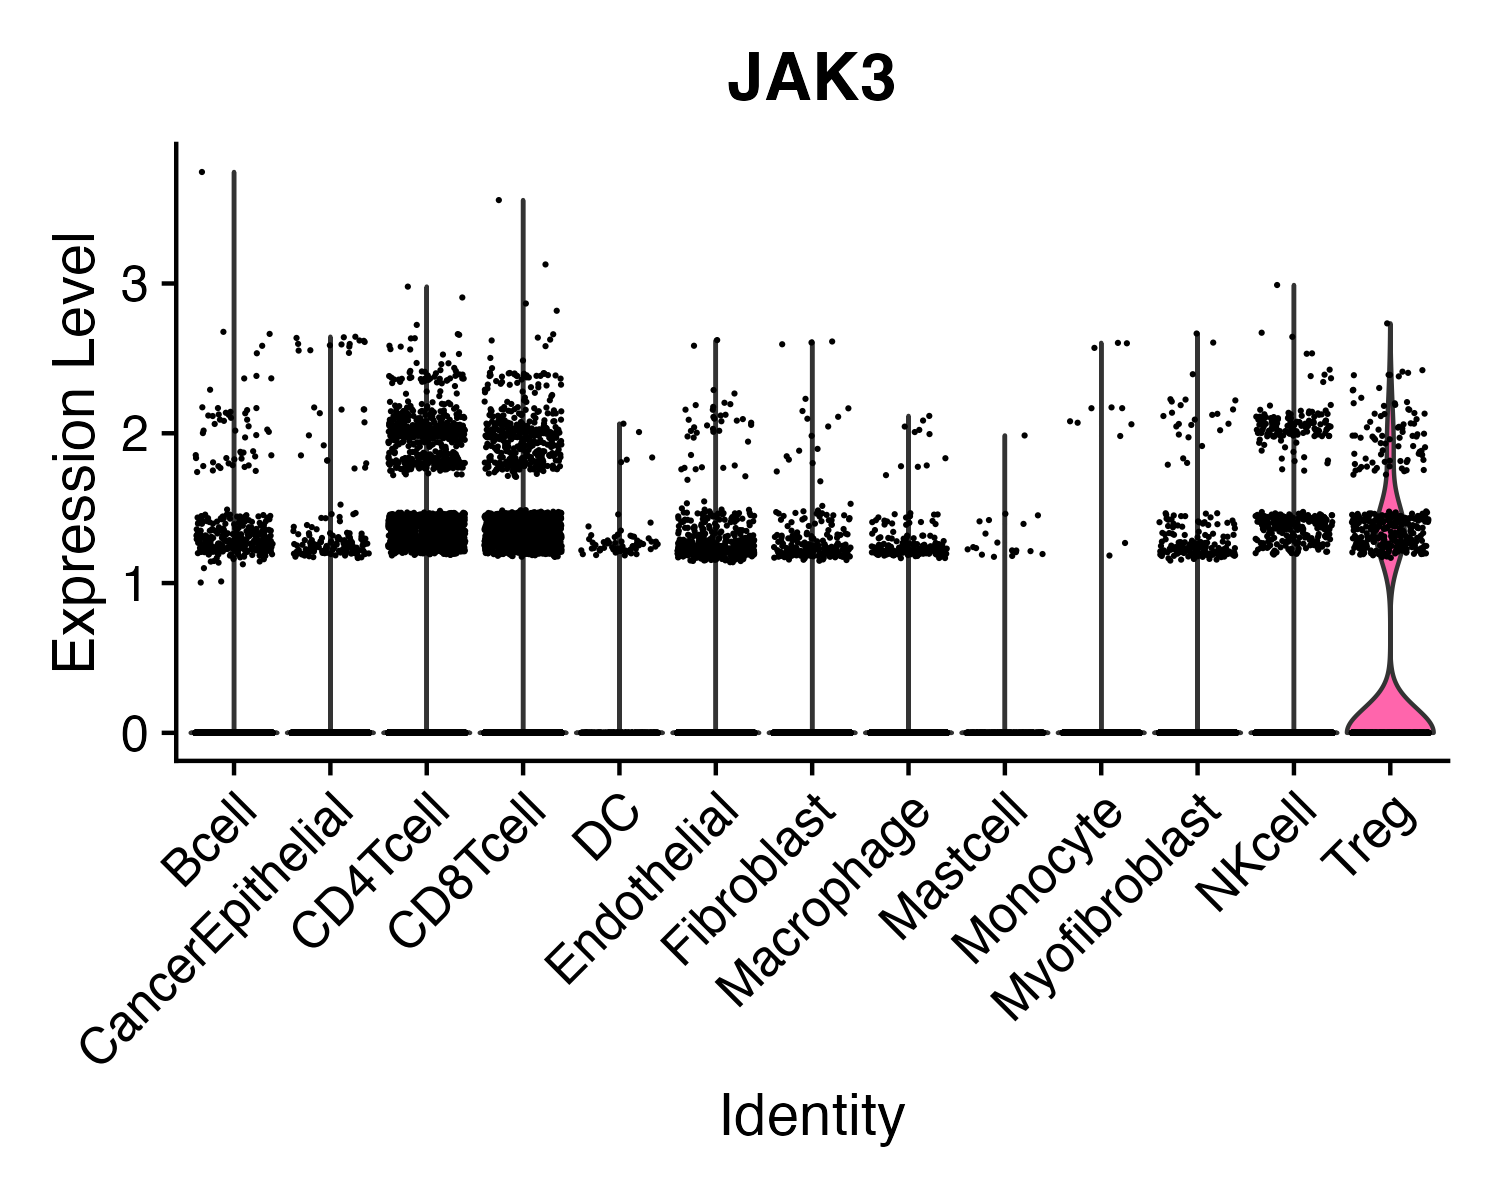 JAK3
Expression Level
3
2
1
0
Bcell
CancerEpithelial
CD4Tcell
CD8Tcell
DC
Endothelial
Fibroblast
Macrophage
Mastcell
Monocyte
Myofibroblast
NKcell
Treg
Identity